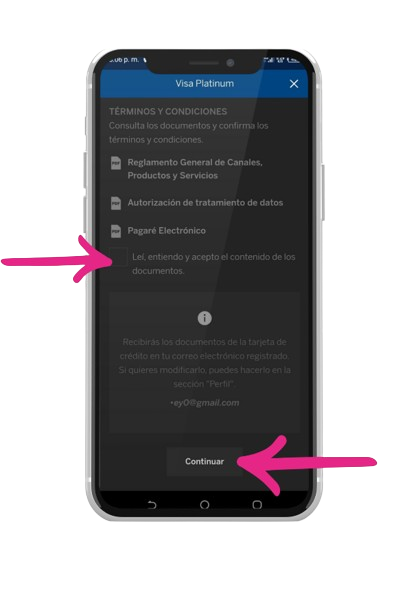 :06 p. m.
Visa Platinum
TÉRMINOS Y CONDICIONES
Consulta los documentos y confirma los
términos y condiciones.
PDF Reglamento General de Canales,
Productos y Servicios
PDF Autorización de tratamiento de datos
PDF Pagaré Electrónico
Leí, entiendo y acepto el contenido de los
documentos.
Recibirás los documentos de la tarjeta de
crédito en tu correo electrónico registrado.
Si quieres modificarlo, puedes hacerlo en la
sección "Perfil"
•ey0@gmail.com
Continuar